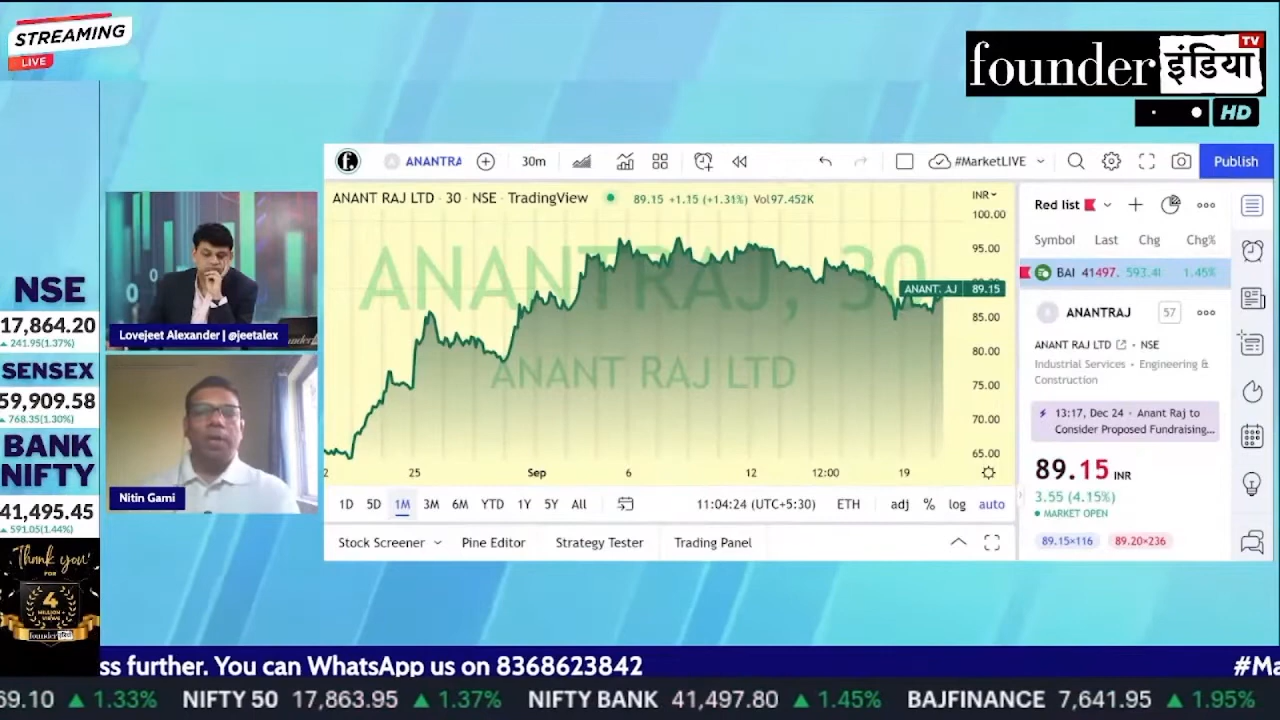 STREAMING
LIVE
founder इंडिया TV
HD
NSE
17,864.20
▲ 241.95(1.37%)
SENSEX
59,909.58
▲ 768.35(1.30%)
BANK
NIFTY
41,495.45
▲ 591.05(1.44%)
Thank you
FOR
4
MILLION+
VIEWS
founder इंडिया
Lovejeet Alexander | @jeetalex
Nitin Gami
f.
ANANTRA
30m
#MarketLIVE
Publish
ANANT RAJ LTD · 30 · NSE · TradingView
89.15 +1.15 (+1.31%) Vol97.452K
INR
ANANTRAJ, 30
ANANT RAJ LTD
100.00
95.00
89.15
85.00
80.00
75.00
70.00
65.00
25
Sep
6
12
12:00
19
1D 5D 1M 3M 6M YTD 1Y 5Y All
11:04:24 (UTC+5:30) ETH adj % log auto
Stock Screener Pine Editor Strategy Tester Trading Panel
Red list
Symbol Last Chg Chg%
BAI 41497. 593.4 1.45%
ANANTRAJ 57
ANANT RAJ LTD · NSE
Industrial Services · Engineering &
Construction
13:17, Dec 24 · Anant Raj to
Consider Proposed Fundraising...
89.15 INR
3.55 (4.15%)
MARKET OPEN
89.15×116 89.20×236
ss further. You can WhatsApp us on 8368623842
#Ma
69.10 ▲ 1.33% NIFTY 50 17,863.95 ▲ 1.37% NIFTY BANK 41,497.80 ▲ 1.45% BAJFINANCE 7,641.95 ▲ 1.95%